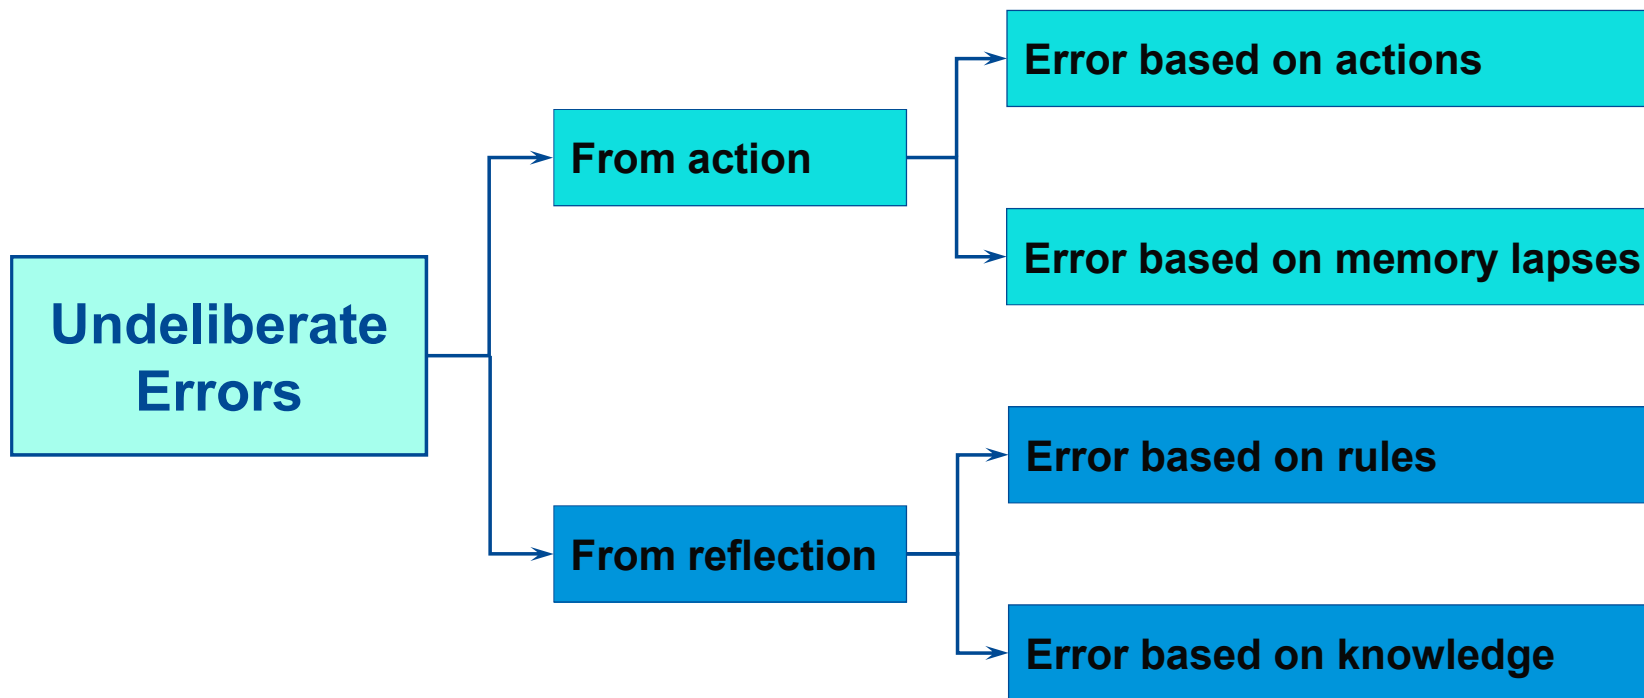 Undeliberate
Errors
From action
Error based on actions
Error based on memory lapses
From reflection
Error based on rules
Error based on knowledge